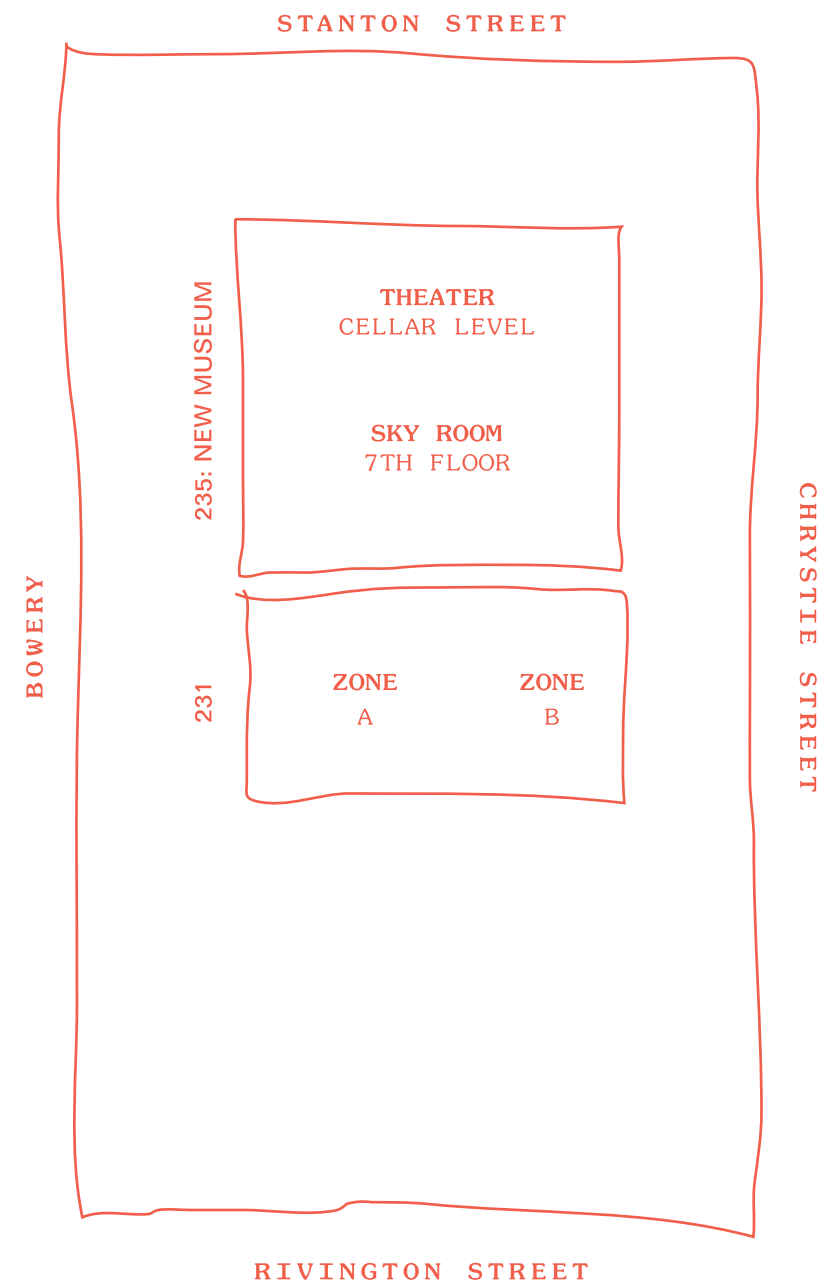 STANTON STREET
235: NEW MUSEUM
THEATER
CELLAR LEVEL
SKY ROOM
7TH FLOOR
CHRYSTIE STREET
BOWERY
231
ZONE
A
ZONE
B
RIVINGTON STREET